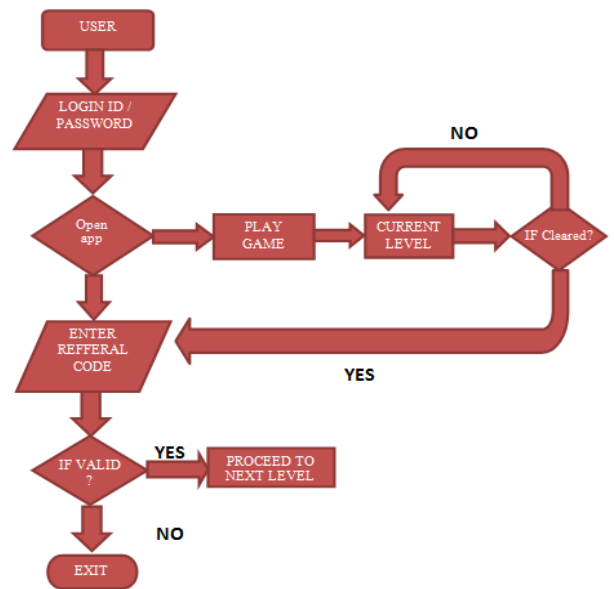 USER
LOGIN ID /
PASSWORD
NO
Open
app
PLAY
GAME
CURRENT
LEVEL
IF Cleared?
ENTER
REFFERAL
CODE
YES
IF VALID
?
YES
PROCEED TO
NEXT LEVEL
NO
EXIT